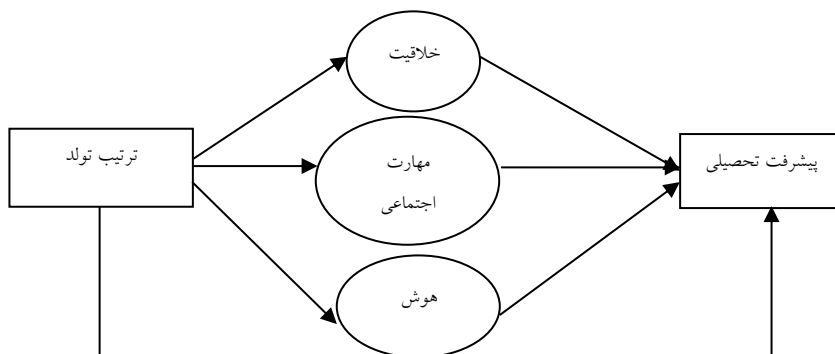 خلاقیت
ترتیب تولد
مهارت
اجتماعی
پیشرفت تحصیلی
هوش